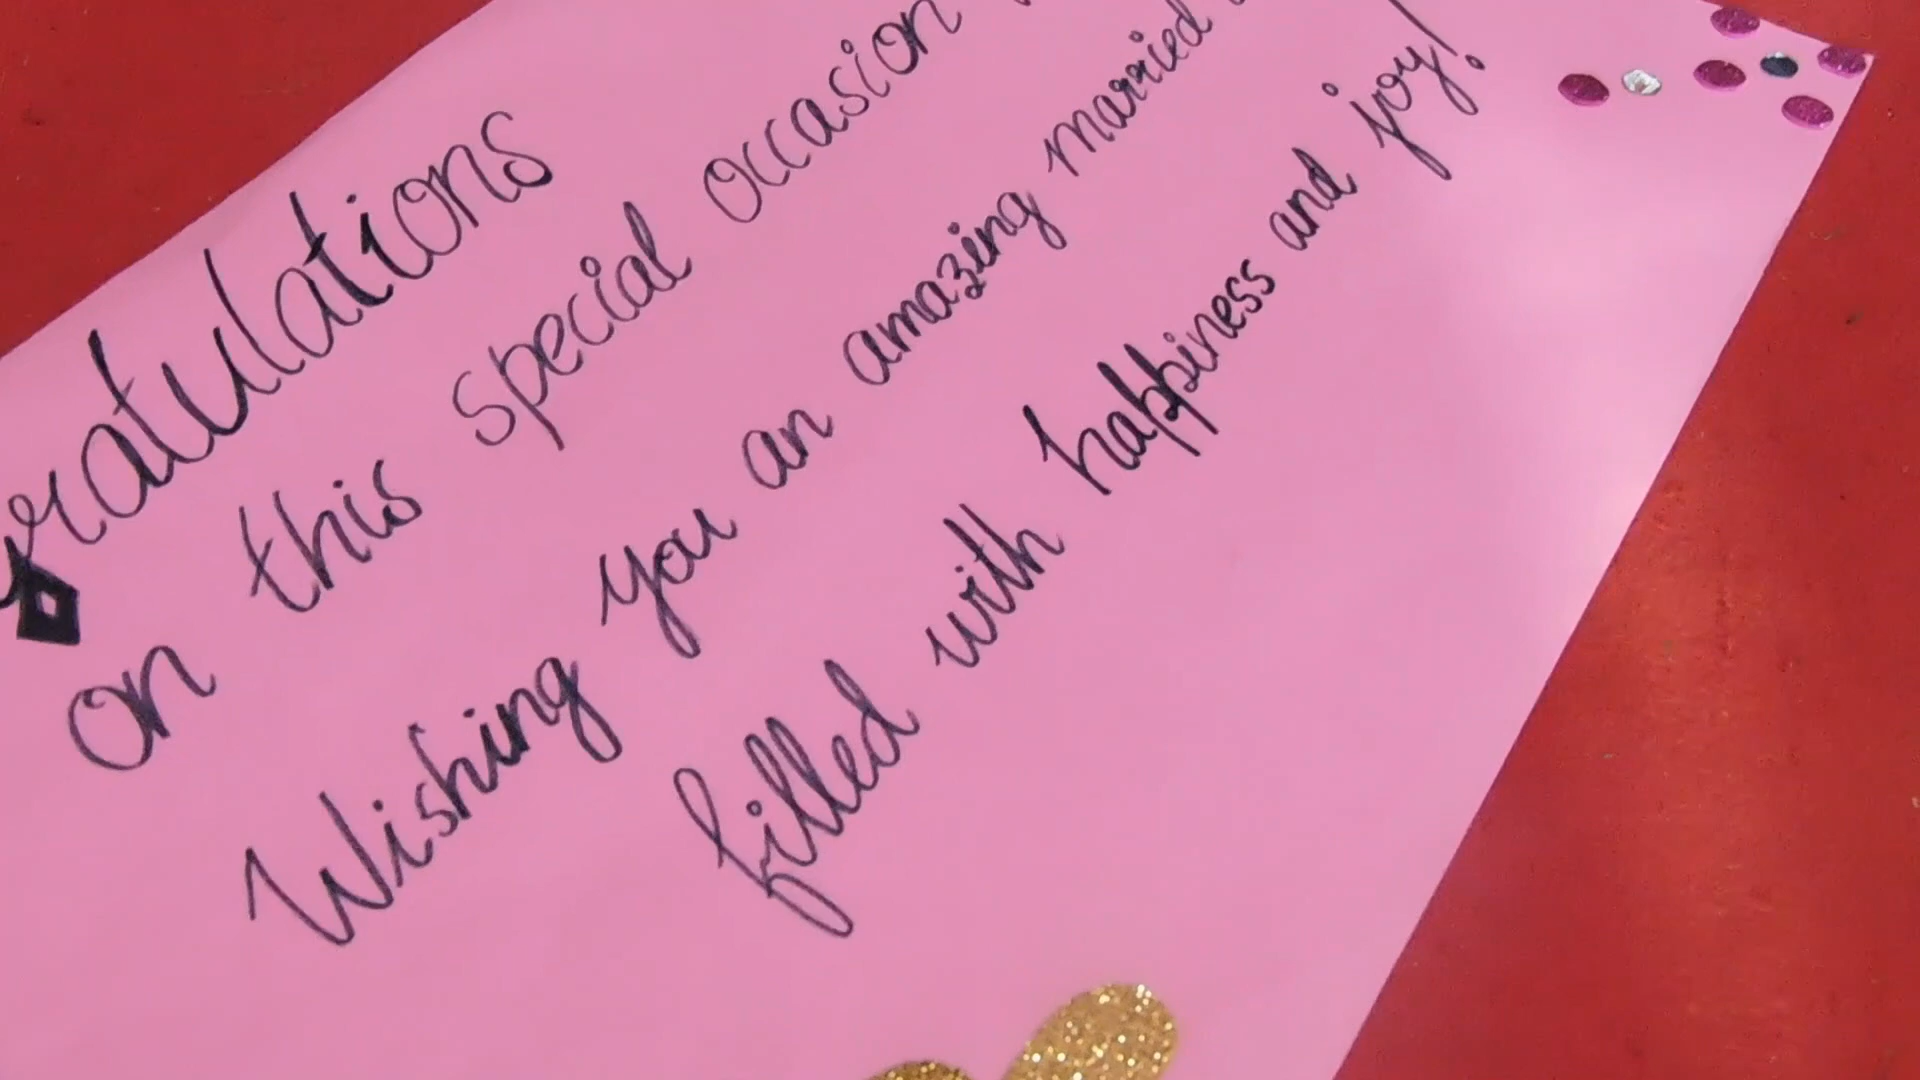 ratulations
on this special occasion
Wishing you an amazing married
filled with happiness and joy!